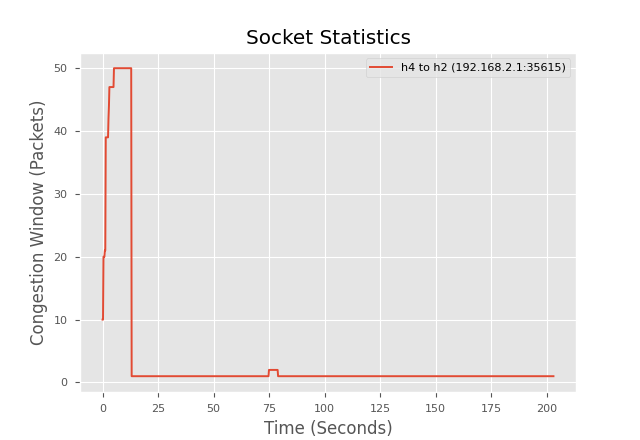 Socket Statistics
h4 to h2 (192.168.2.1:35615)
Congestion Window (Packets)
50
40
30
20
10
0
0 25 50 75 100 125 150 175 200
Time (Seconds)